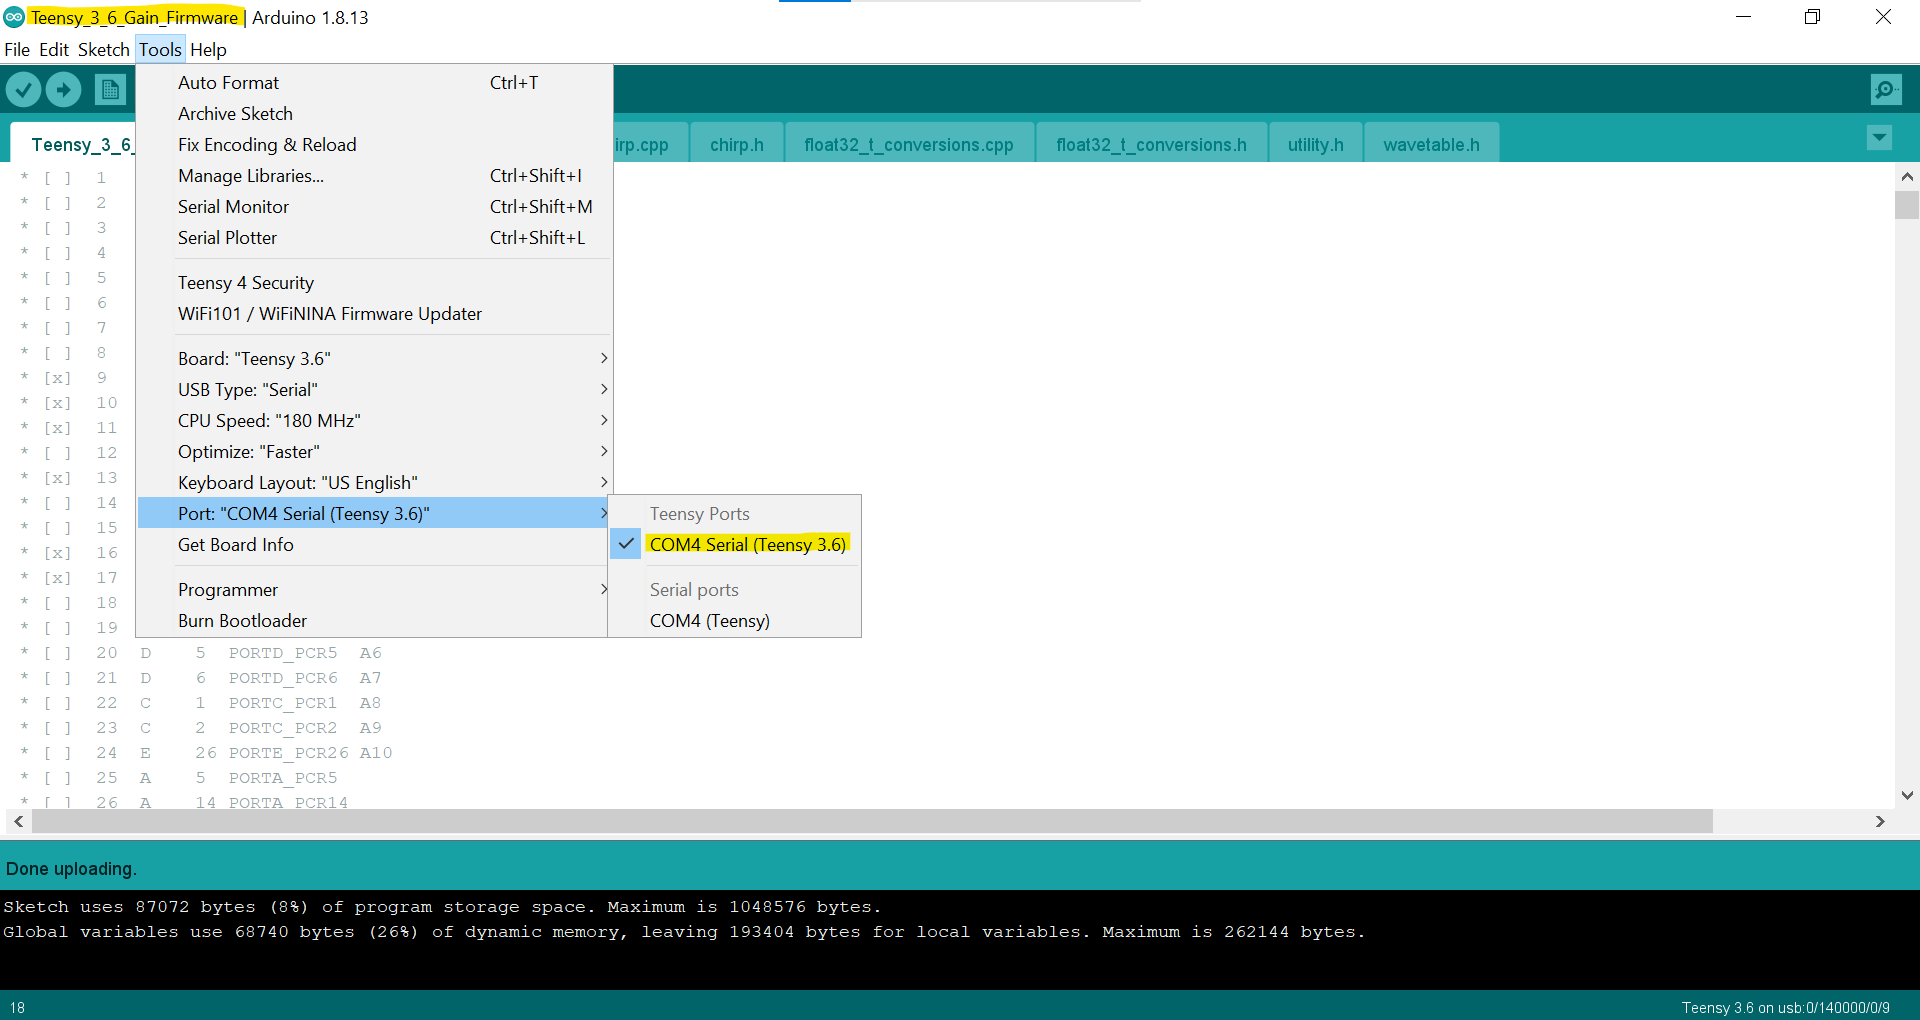 Teensy_3_6_Gain_Firmware | Arduino 1.8.13
File Edit Sketch Tools Help
Auto Format Ctrl+T
Archive Sketch
Fix Encoding & Reload
Manage Libraries... Ctrl+Shift+I
Serial Monitor Ctrl+Shift+M
Serial Plotter Ctrl+Shift+L
Teensy 4 Security
WiFi101 / WiFiNINA Firmware Updater
Board: "Teensy 3.6"
USB Type: "Serial"
CPU Speed: "180 MHz"
Optimize: "Faster"
Keyboard Layout: "US English"
Port: "COM4 Serial (Teensy 3.6)"
Get Board Info
Programmer
Burn Bootloader
Teensy Ports
COM4 Serial (Teensy 3.6)
Serial ports
COM4 (Teensy)
Teensy_3_6_ irp.cpp chirp.h float32_t_conversions.cpp float32_t_conversions.h utility.h wavetable.h
* [ ] 1
* [ ] 2
* [ ] 3
* [ ] 4
* [ ] 5
* [ ] 6
* [ ] 7
* [ ] 8
* [x] 9
* [x] 10
* [x] 11
* [ ] 12
* [x] 13
* [ ] 14
* [ ] 15
* [x] 16
* [x] 17
* [ ] 18
* [ ] 19
* [ ] 20 D 5 PORTD_PCR5 A6
* [ ] 21 D 6 PORTD_PCR6 A7
* [ ] 22 C 1 PORTC_PCR1 A8
* [ ] 23 C 2 PORTC_PCR2 A9
* [ ] 24 E 26 PORTE_PCR26 A10
* [ ] 25 A 5 PORTA_PCR5
* [ ] 26 A 14 PORTA_PCR14
Done uploading.
Sketch uses 87072 bytes (8%) of program storage space. Maximum is 1048576 bytes.
Global variables use 68740 bytes (26%) of dynamic memory, leaving 193404 bytes for local variables. Maximum is 262144 bytes.
18 Teensy 3.6 on usb:0/140000/0/9